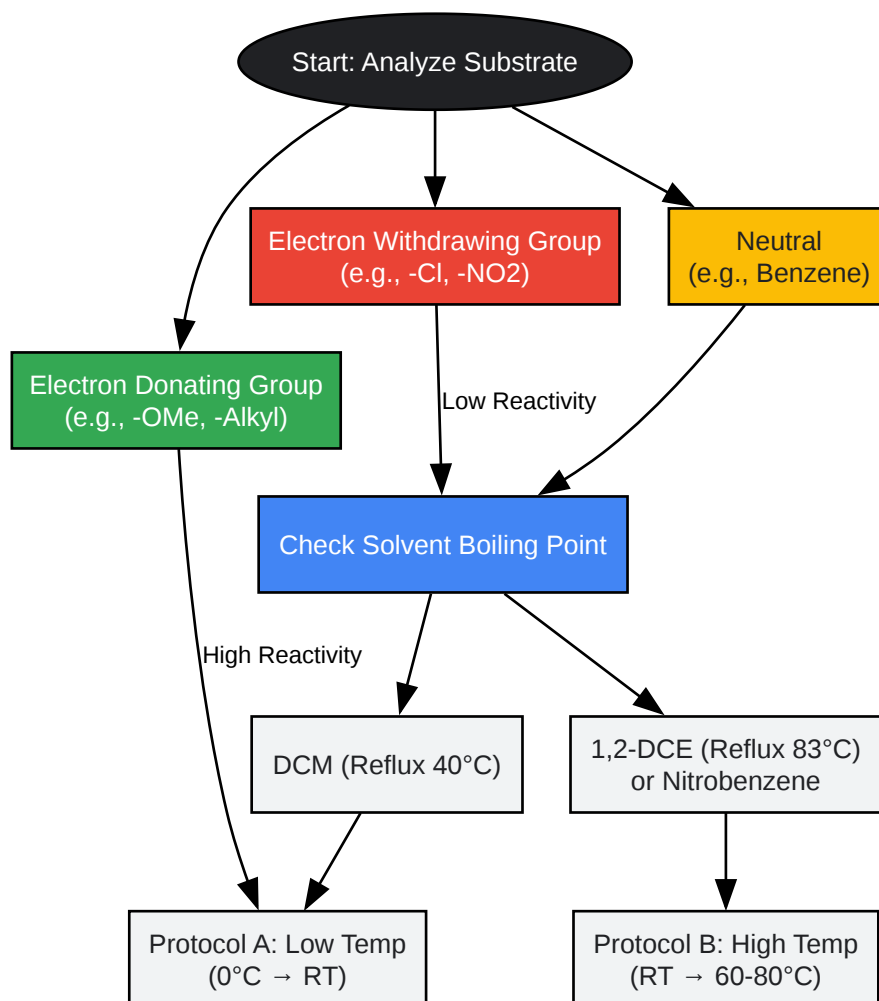 Start: Analyze Substrate
Electron Withdrawing Group
(e.g., -Cl, -NO2)
Neutral
(e.g., Benzene)
Electron Donating Group
(e.g., -OMe, -Alkyl)
Low Reactivity
Check Solvent Boiling Point
High Reactivity
DCM (Reflux 40°C)
1,2-DCE (Reflux 83°C)
or Nitrobenzene
Protocol A: Low Temp
(0°C → RT)
Protocol B: High Temp
(RT → 60-80°C)